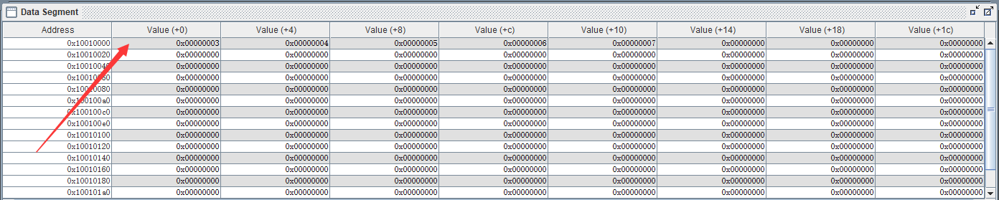 Data Segment
Address Value (+0) Value (+4) Value (+8) Value (+c) Value (+10) Value (+14) Value (+18) Value (+1c)
0x10010000 0x00000003 0x00000004 0x00000005 0x00000006 0x00000007 0x00000000 0x00000000 0x00000000
0x10010020 0x00000000 0x00000000 0x00000000 0x00000000 0x00000000 0x00000000 0x00000000 0x00000000
0x10010040 0x00000000 0x00000000 0x00000000 0x00000000 0x00000000 0x00000000 0x00000000 0x00000000
0x10010060 0x00000000 0x00000000 0x00000000 0x00000000 0x00000000 0x00000000 0x00000000 0x00000000
0x10010080 0x00000000 0x00000000 0x00000000 0x00000000 0x00000000 0x00000000 0x00000000 0x00000000
0x100100a0 0x00000000 0x00000000 0x00000000 0x00000000 0x00000000 0x00000000 0x00000000 0x00000000
0x100100c0 0x00000000 0x00000000 0x00000000 0x00000000 0x00000000 0x00000000 0x00000000 0x00000000
0x100100e0 0x00000000 0x00000000 0x00000000 0x00000000 0x00000000 0x00000000 0x00000000 0x00000000
0x10010100 0x00000000 0x00000000 0x00000000 0x00000000 0x00000000 0x00000000 0x00000000 0x00000000
0x10010120 0x00000000 0x00000000 0x00000000 0x00000000 0x00000000 0x00000000 0x00000000 0x00000000
0x10010140 0x00000000 0x00000000 0x00000000 0x00000000 0x00000000 0x00000000 0x00000000 0x00000000
0x10010160 0x00000000 0x00000000 0x00000000 0x00000000 0x00000000 0x00000000 0x00000000 0x00000000
0x10010180 0x00000000 0x00000000 0x00000000 0x00000000 0x00000000 0x00000000 0x00000000 0x00000000
0x100101a0 0x00000000 0x00000000 0x00000000 0x00000000 0x00000000 0x00000000 0x00000000 0x00000000